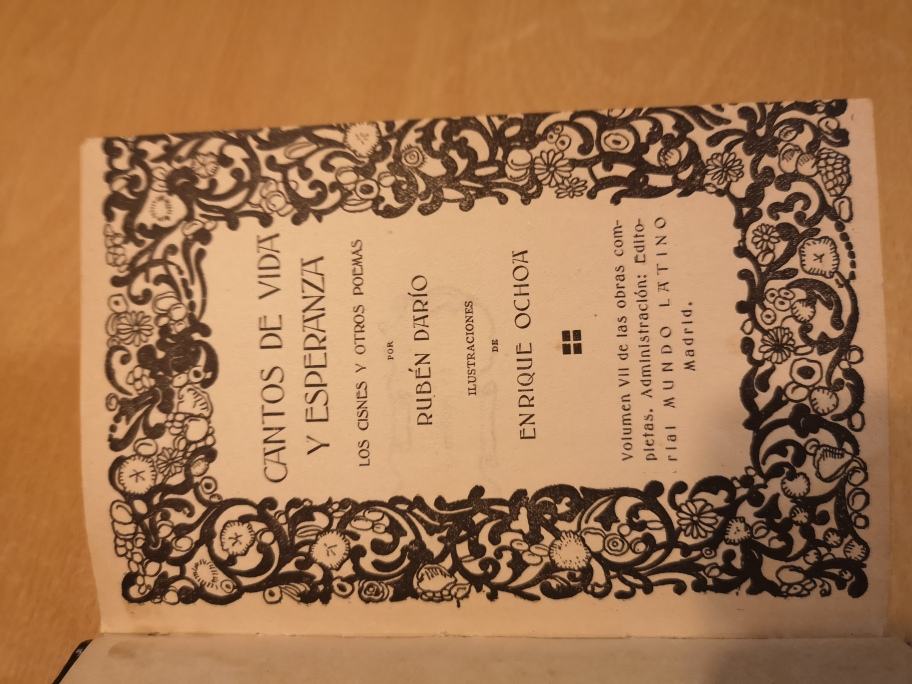 CANTOS DE VIDA
Y ESPERANZA
LOS CISNES Y OTROS POEMAS
POR
RUBÉN DARÍO
ILUSTRACIONES
DE
ENRIQUE OCHOA
Volumen VII de las obras com-
pletas. Administración: Edito-
rial MUNDO LATINO
Madrid.